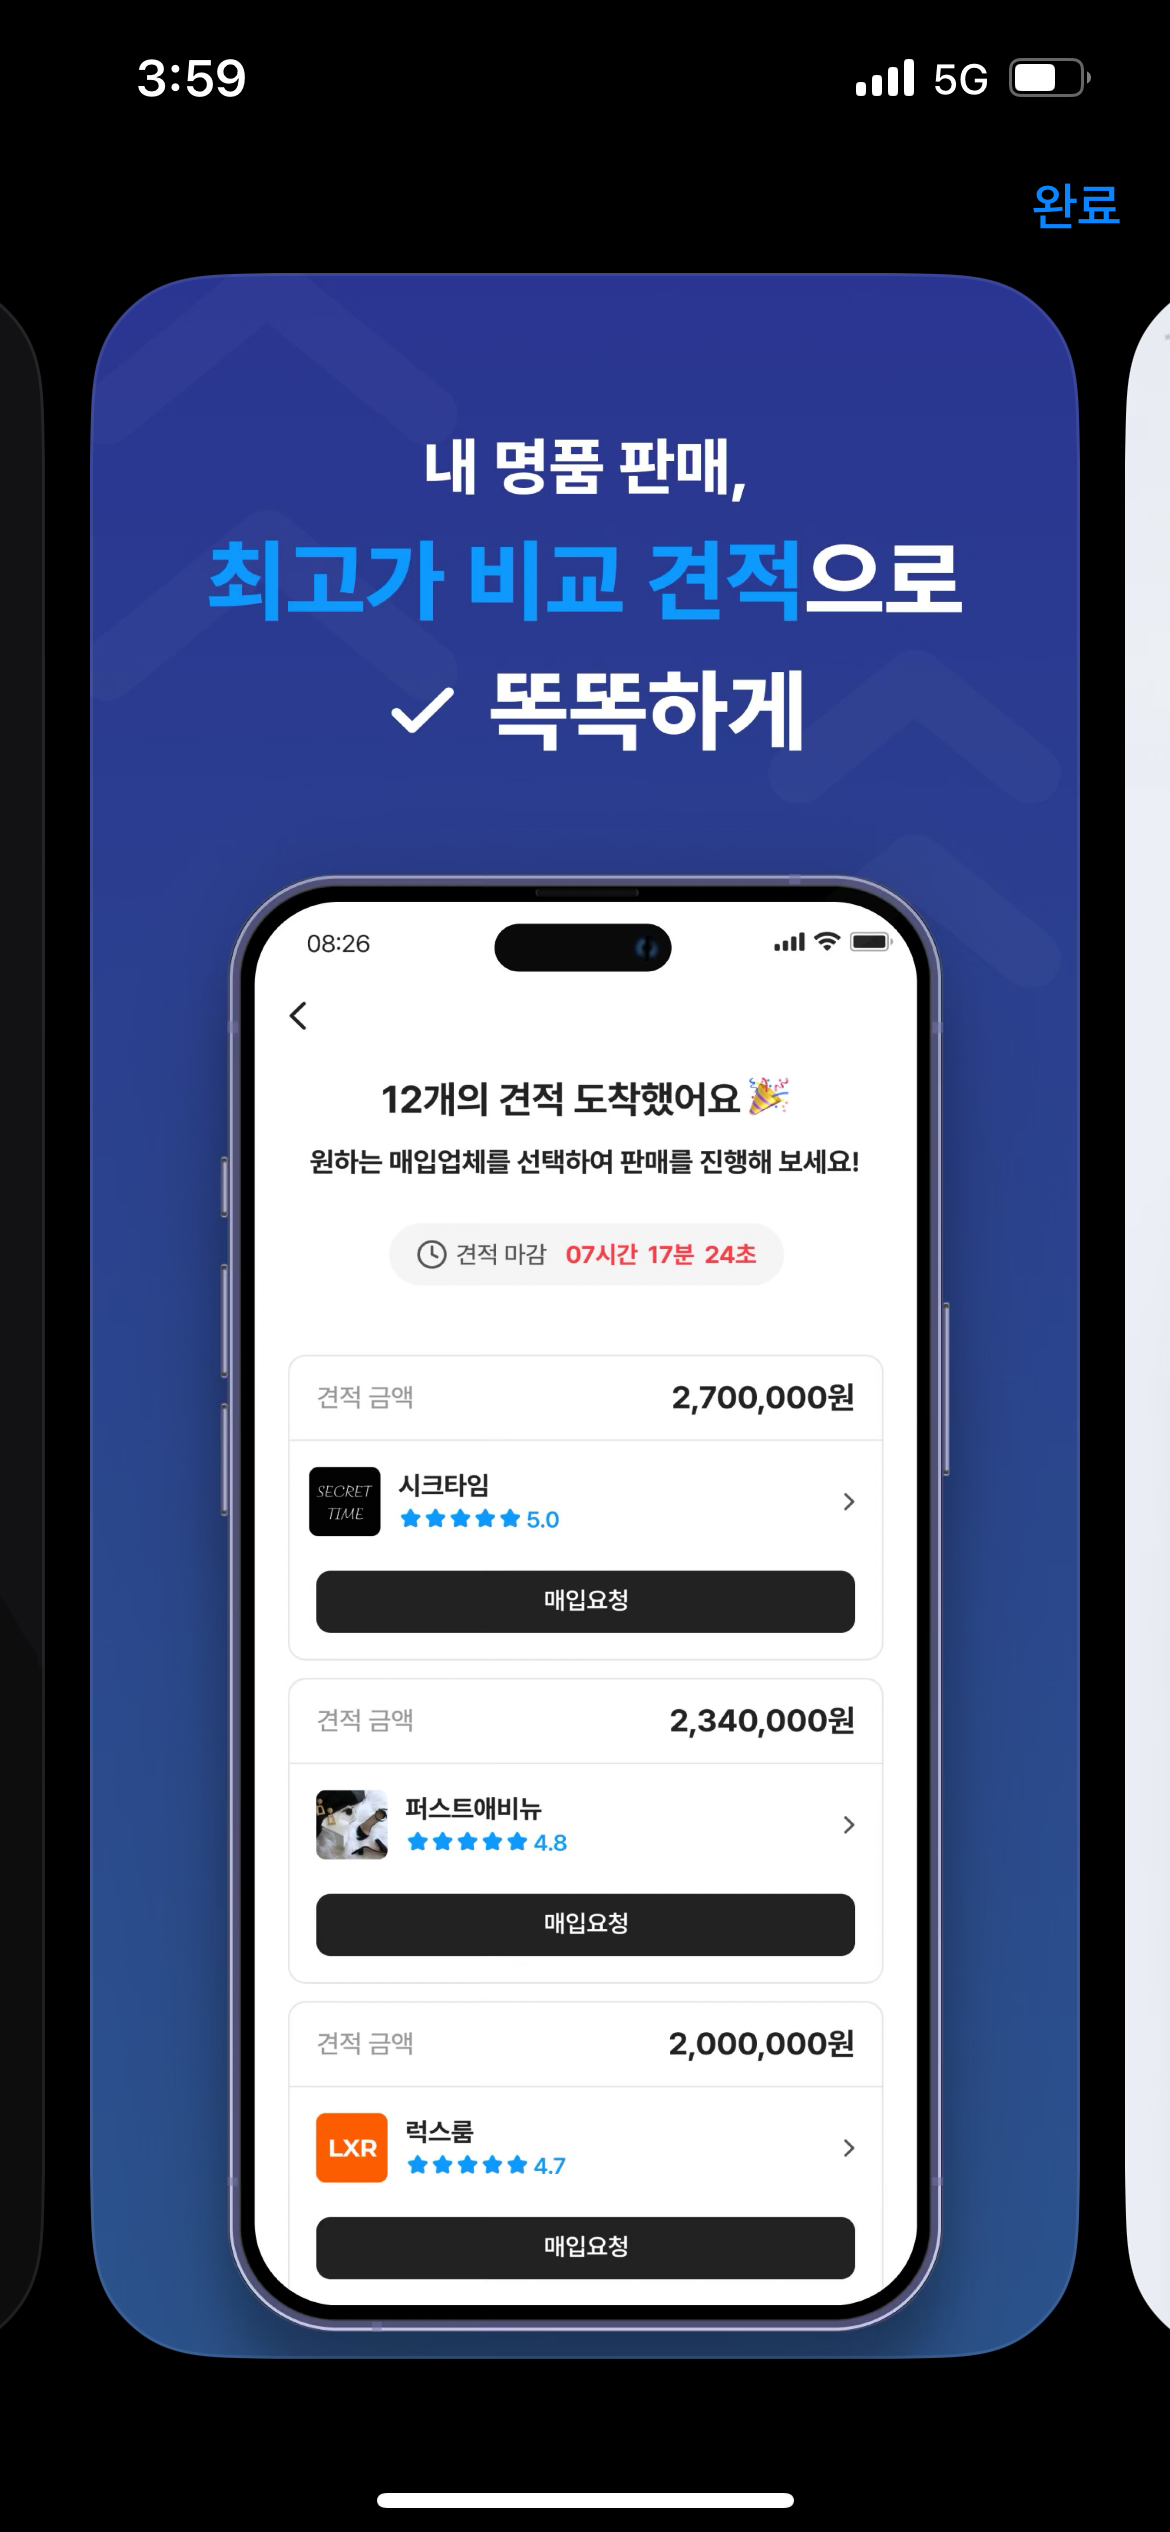 3:59
5G
완료
내 명품 판매,
최고가 비교 견적으로
똑똑하게
08:26
12개의 견적 도착했어요🎉
원하는 매입업체를 선택하여 판매를 진행해 보세요!
견적 마감 07시간 17분 24초
견적 금액 2,700,000원
SECRET
TIME
시크타임
5.0
매입요청
견적 금액 2,340,000원
퍼스트애비뉴
4.8
매입요청
견적 금액 2,000,000원
LXR
럭스룸
4.7
매입요청